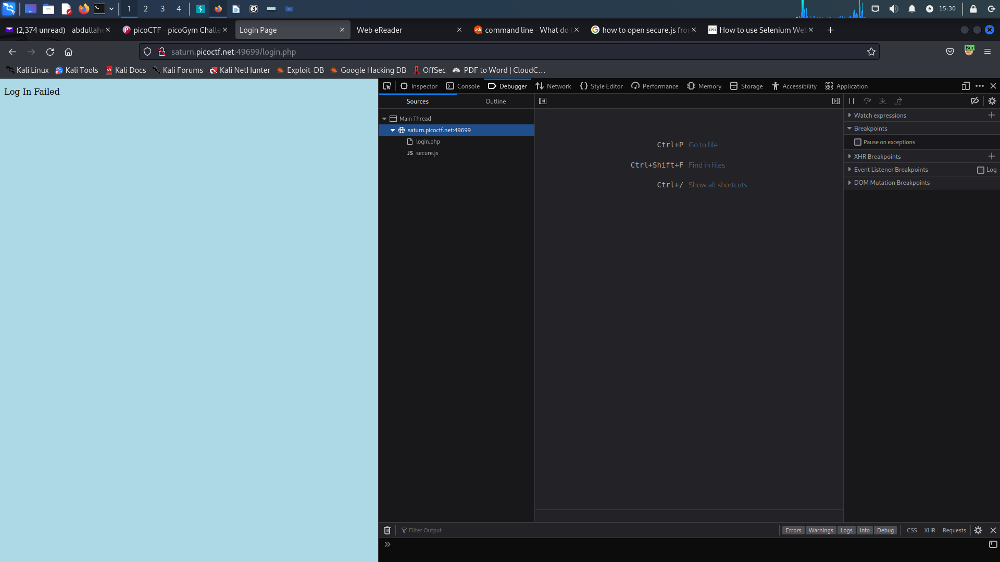 1 2 3 4 15:30
(2,374 unread) - abdullahe picoCTF - picoGym Challe Login Page Web eReader command line - What do t how to open secure.js fron How to use Selenium Web
saturn.picoctf.net:49699/login.php Burp
Kali Linux Kali Tools Kali Docs Kali Forums Kali NetHunter Exploit-DB Google Hacking DB OffSec PDF to Word | CloudC…
Log In Failed
Inspector Console Debugger Network Style Editor Performance Memory Storage Accessibility Application
Sources Outline
Main Thread
saturn.picoctf.net:49699
login.php
JS secure.js
Ctrl+P Go to file
Ctrl+Shift+F Find in files
Ctrl+/ Show all shortcuts
Watch expressions
Breakpoints
Pause on exceptions
XHR Breakpoints
Event Listener Breakpoints Log
DOM Mutation Breakpoints
Filter Output Errors Warnings Logs Info Debug CSS XHR Requests